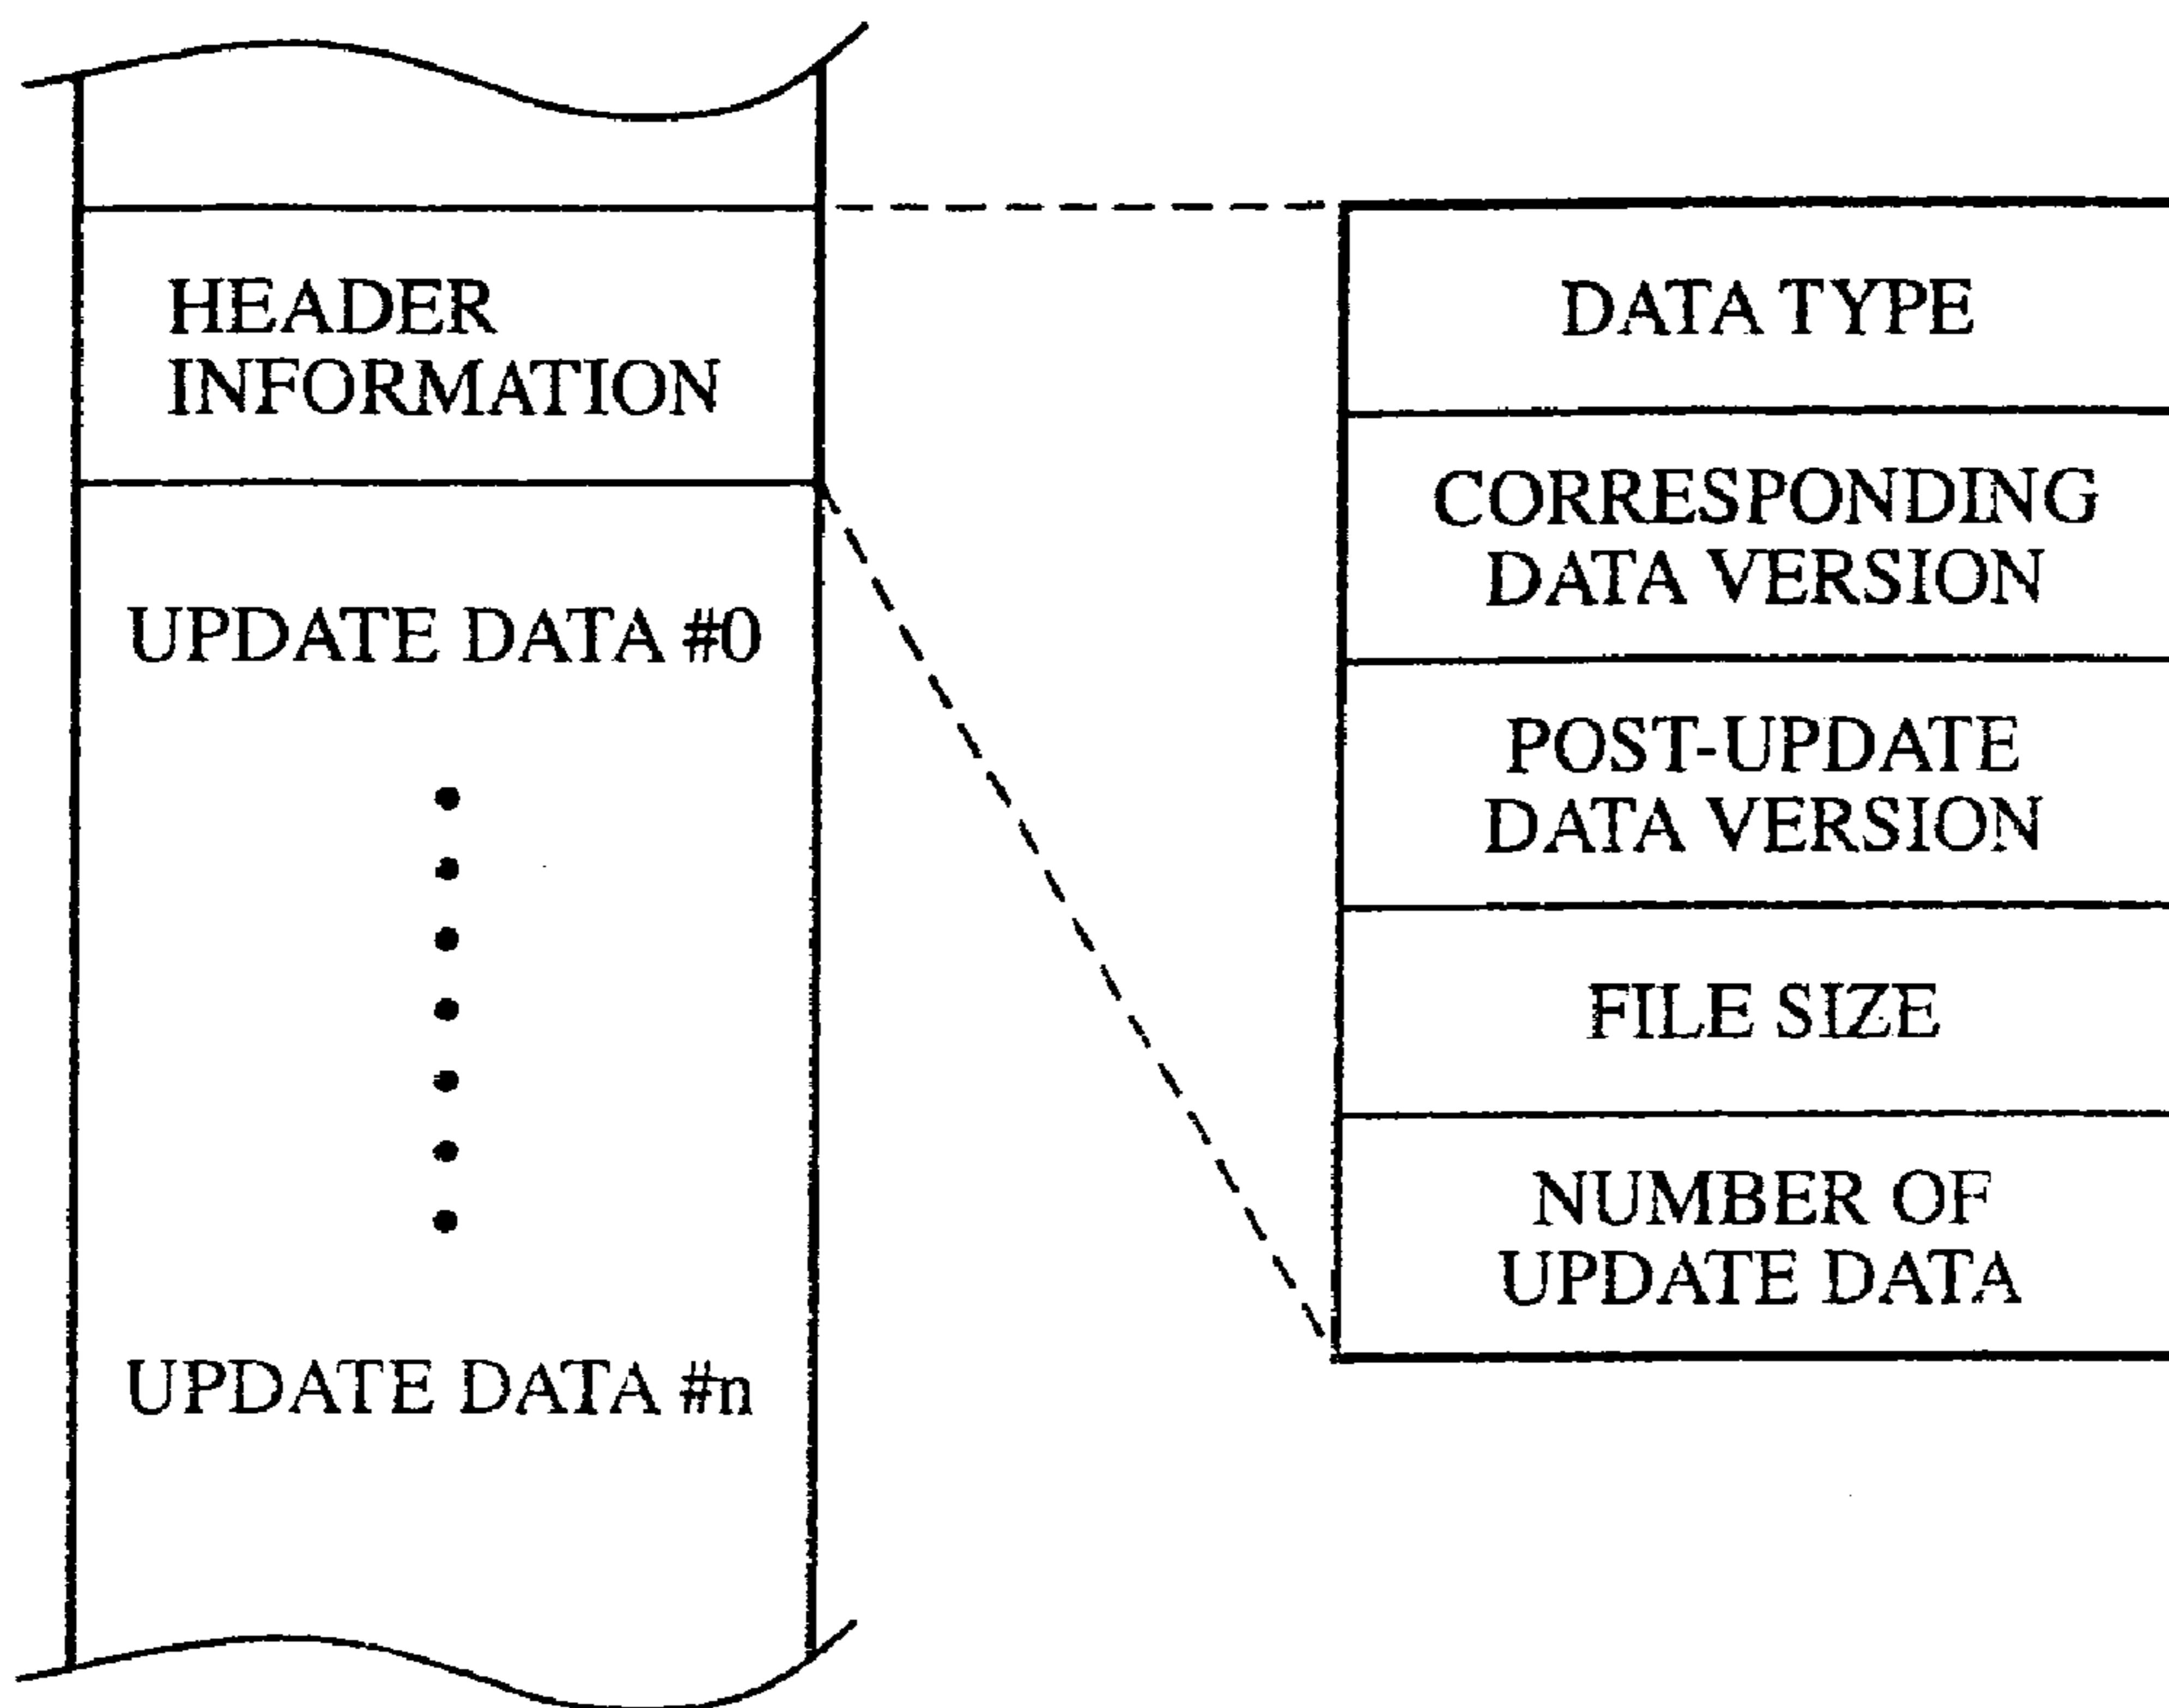 HEADER
INFORMATION
UPDATE DATA #0
UPDATE DATA #n
DATA TYPE
CORRESPONDING
DATA VERSION
POST-UPDATE
DATA VERSION
FILE SIZE
NUMBER OF
UPDATE DATA